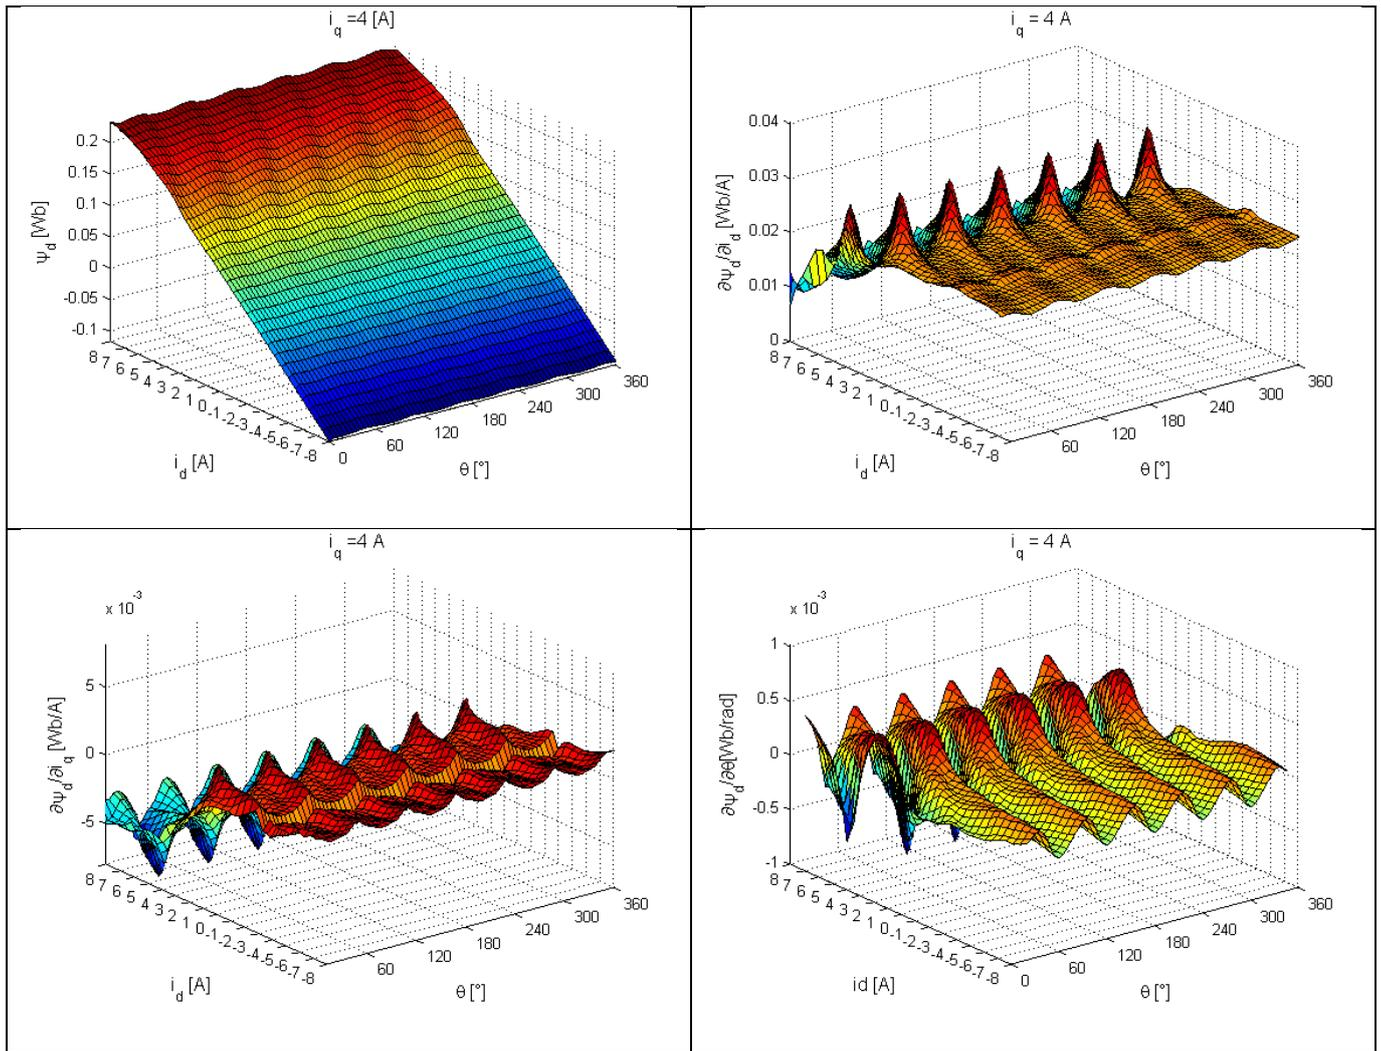 i_q =4 [A]
ψ_d [Wb]
0.2
0.15
0.1
0.05
0
-0.05
-0.1
8 7 6 5 4 3 2 1 0 -1 -2 -3 -4 -5 -6 -7 -8
i_d [A]
0 60 120 180 240 300 360
θ [°]
i_q =4 A
∂ψ_d/∂i_d [Wb/A]
0.04
0.03
0.02
0.01
0
8 7 6 5 4 3 2 1 0 -1 -2 -3 -4 -5 -6 -7 -8
i_d [A]
60 120 180 240 300 360
θ [°]
i_q =4 A
x 10^-3
∂ψ_d/∂i_q [Wb/A]
5
0
-5
8 7 6 5 4 3 2 1 0 -1 -2 -3 -4 -5 -6 -7 -8
i_d [A]
60 120 180 240 300 360
θ [°]
i_q =4 A
x 10^-3
∂ψ_d/∂θ[Wb/rad]
1
0.5
0
-0.5
-1
8 7 6 5 4 3 2 1 0 -1 -2 -3 -4 -5 -6 -7 -8
id [A]
0 60 120 180 240 300 360
θ [°]